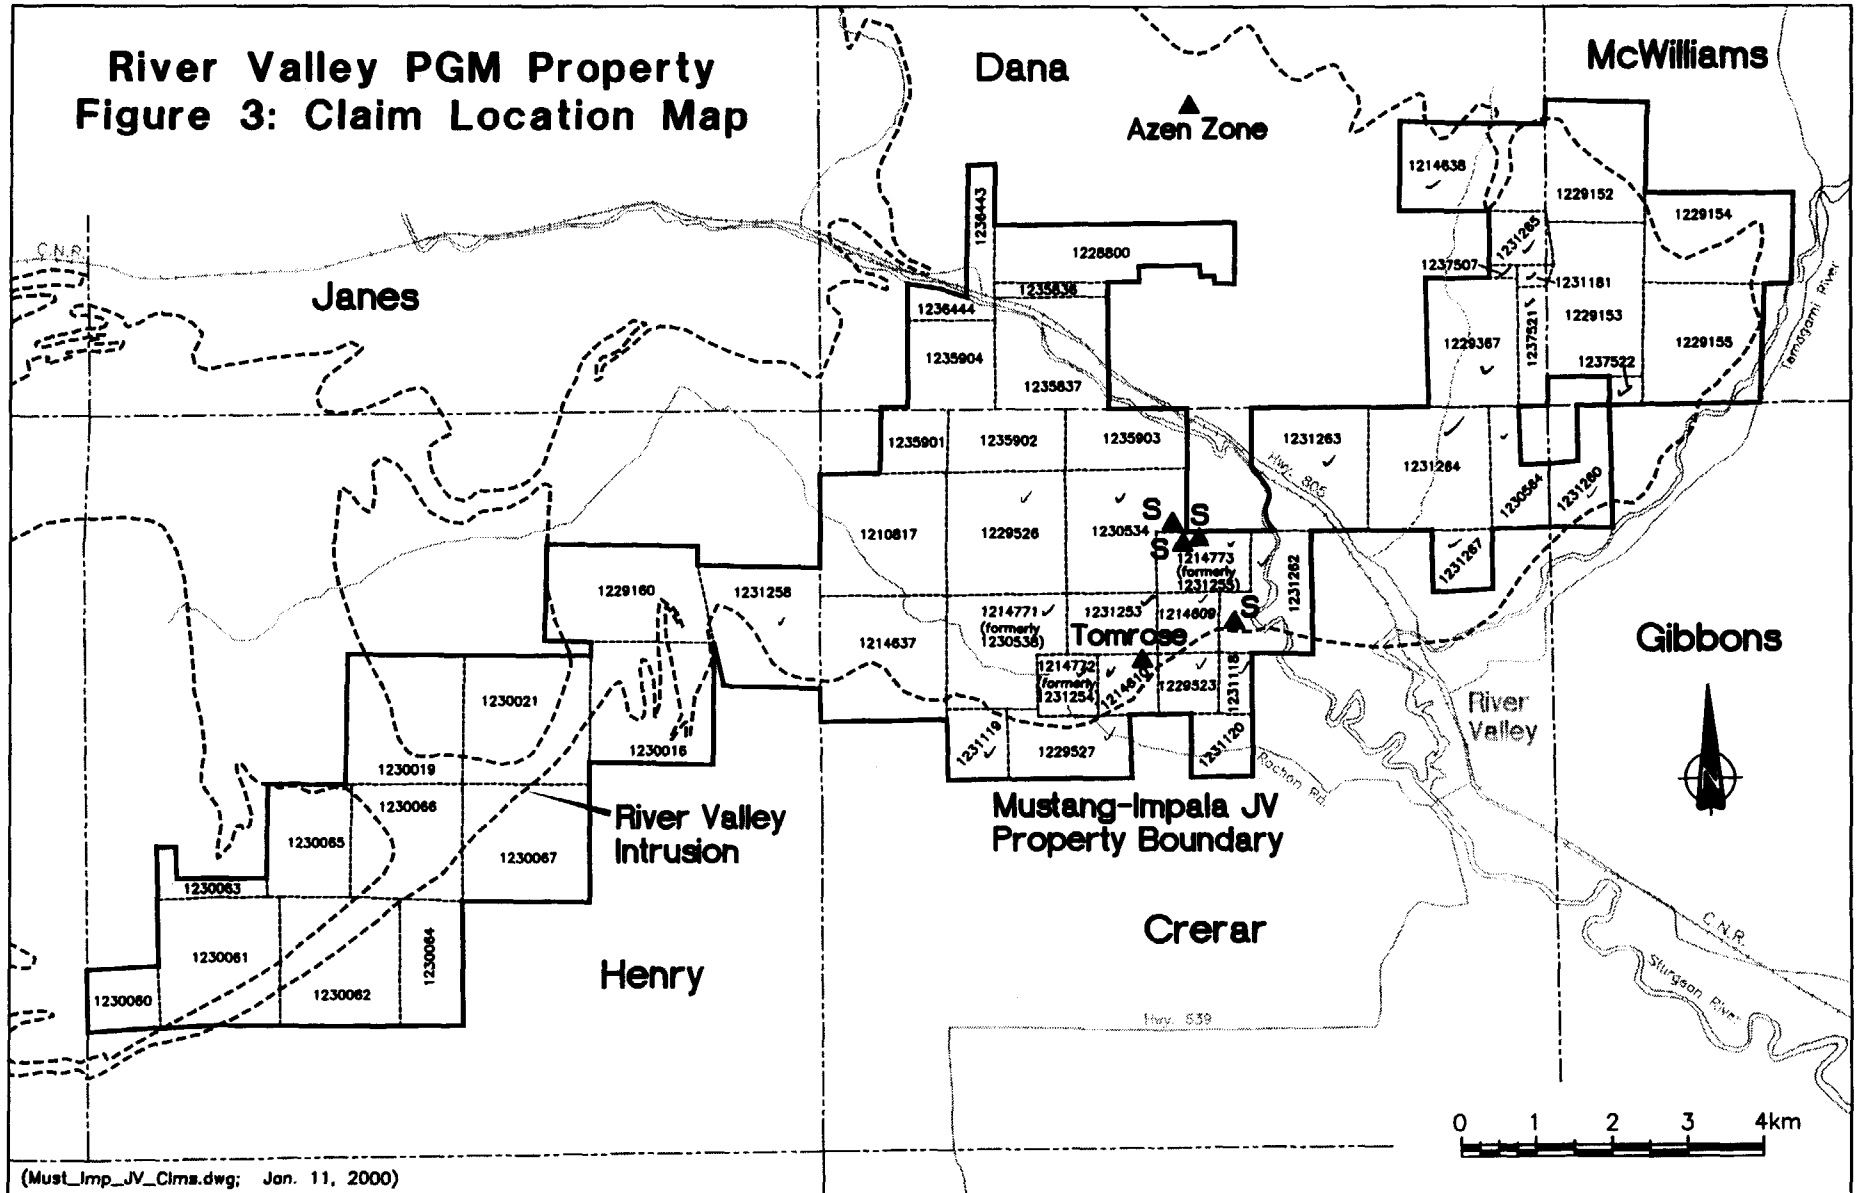 River Valley PGM Property
Figure 3: Claim Location Map
Dana
McWilliams
Azen Zone
1214638
1229152
1229154
1236443
1231265
C.N.R.
1228800
1237507
Janes
1235636
1231181
1236444
1229153
1237521
1229367
1229155
Temagami River
1235904
1237522
1235837
1235901
1235902
1235903
1231263
1231264
Hwy. 805
1230584
1231260
1210817
1229526
1230534
S
S
S
1214773
(formerly
1231255)
1231267
1231262
1229160
1231258
1214771
(formerly
1230536)
1231253
1214609
S
Tomrose
1214637
Gibbons
1214772
(formerly
1231254)
1214610
1229523
1231118
1230021
River
Valley
1231119
1229527
1231120
1230016
1230019
Rochon Rd.
1230066
River Valley
Intrusion
Mustang-Impala JV
Property Boundary
1230065
1230067
1230063
Crerar
C.N.R.
1230061
1230064
Henry
1230060
1230062
Sturgeon River
Hwy. 539
0 1 2 3 4km
(Must_Imp_JV_Clms.dwg; Jan. 11, 2000)
N